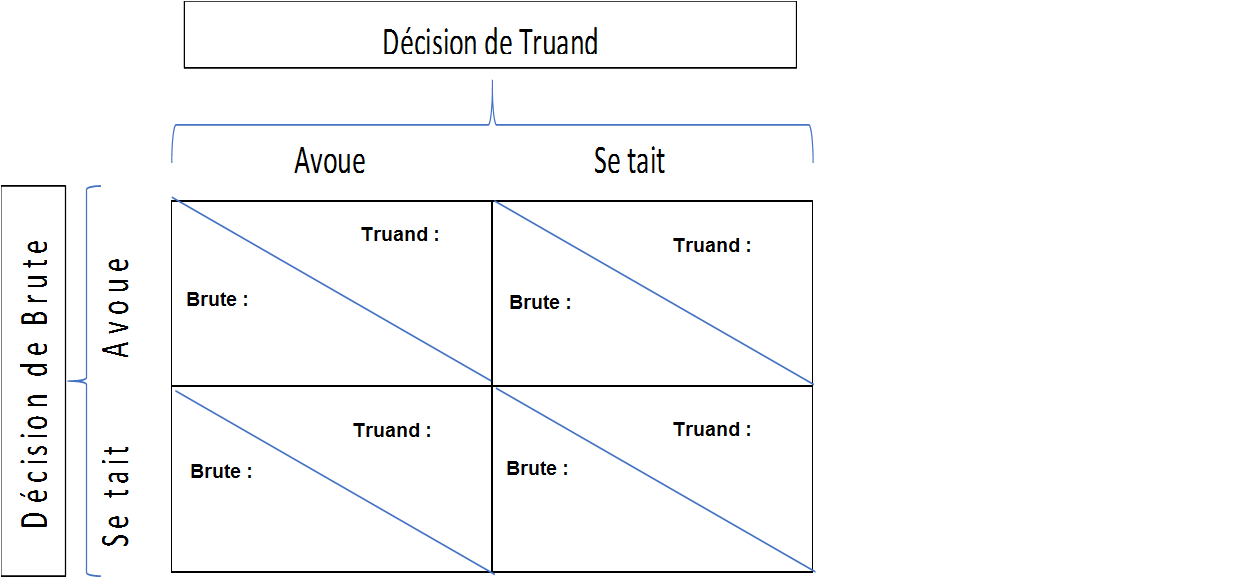 Décision de Truand
Avoue
Se tait
Décision de Brute
Avoue
Truand :
Brute :
Truand :
Brute :
Se tait
Truand :
Brute :
Truand :
Brute :